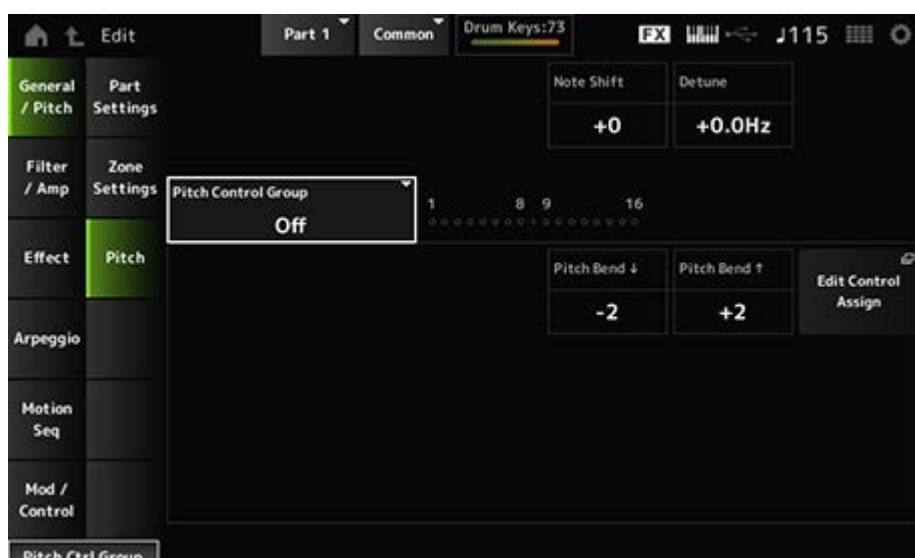 Edit
Part 1
Common
Drum Keys:73
FX
♩115
General
/ Pitch
Part
Settings
Note Shift
Detune
+0
+0.0Hz
Filter
/ Amp
Zone
Settings
Pitch Control Group
Off
1 8 9 16
Effect
Pitch
Pitch Bend ↓
Pitch Bend ↑
Edit Control
Assign
-2
+2
Arpeggio
Motion
Seq
Mod /
Control
Pitch Ctrl Group